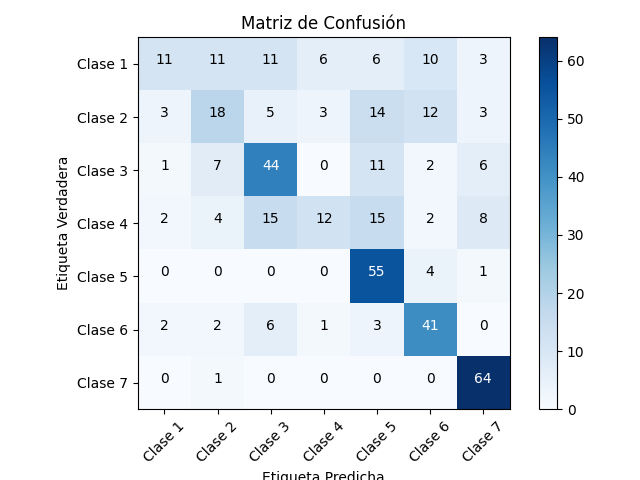 Matriz de Confusión
Clase 1 11 11 11 6 6 10 3
Clase 2 3 18 5 3 14 12 3
Clase 3 1 7 44 0 11 2 6
Clase 4 2 4 15 12 15 2 8
Clase 5 0 0 0 0 55 4 1
Clase 6 2 2 6 1 3 41 0
Clase 7 0 1 0 0 0 0 64
Etiqueta Verdadera
Clase 1 Clase 2 Clase 3 Clase 4 Clase 5 Clase 6 Clase 7
Etiqueta Predicha
60
50
40
30
20
10
0